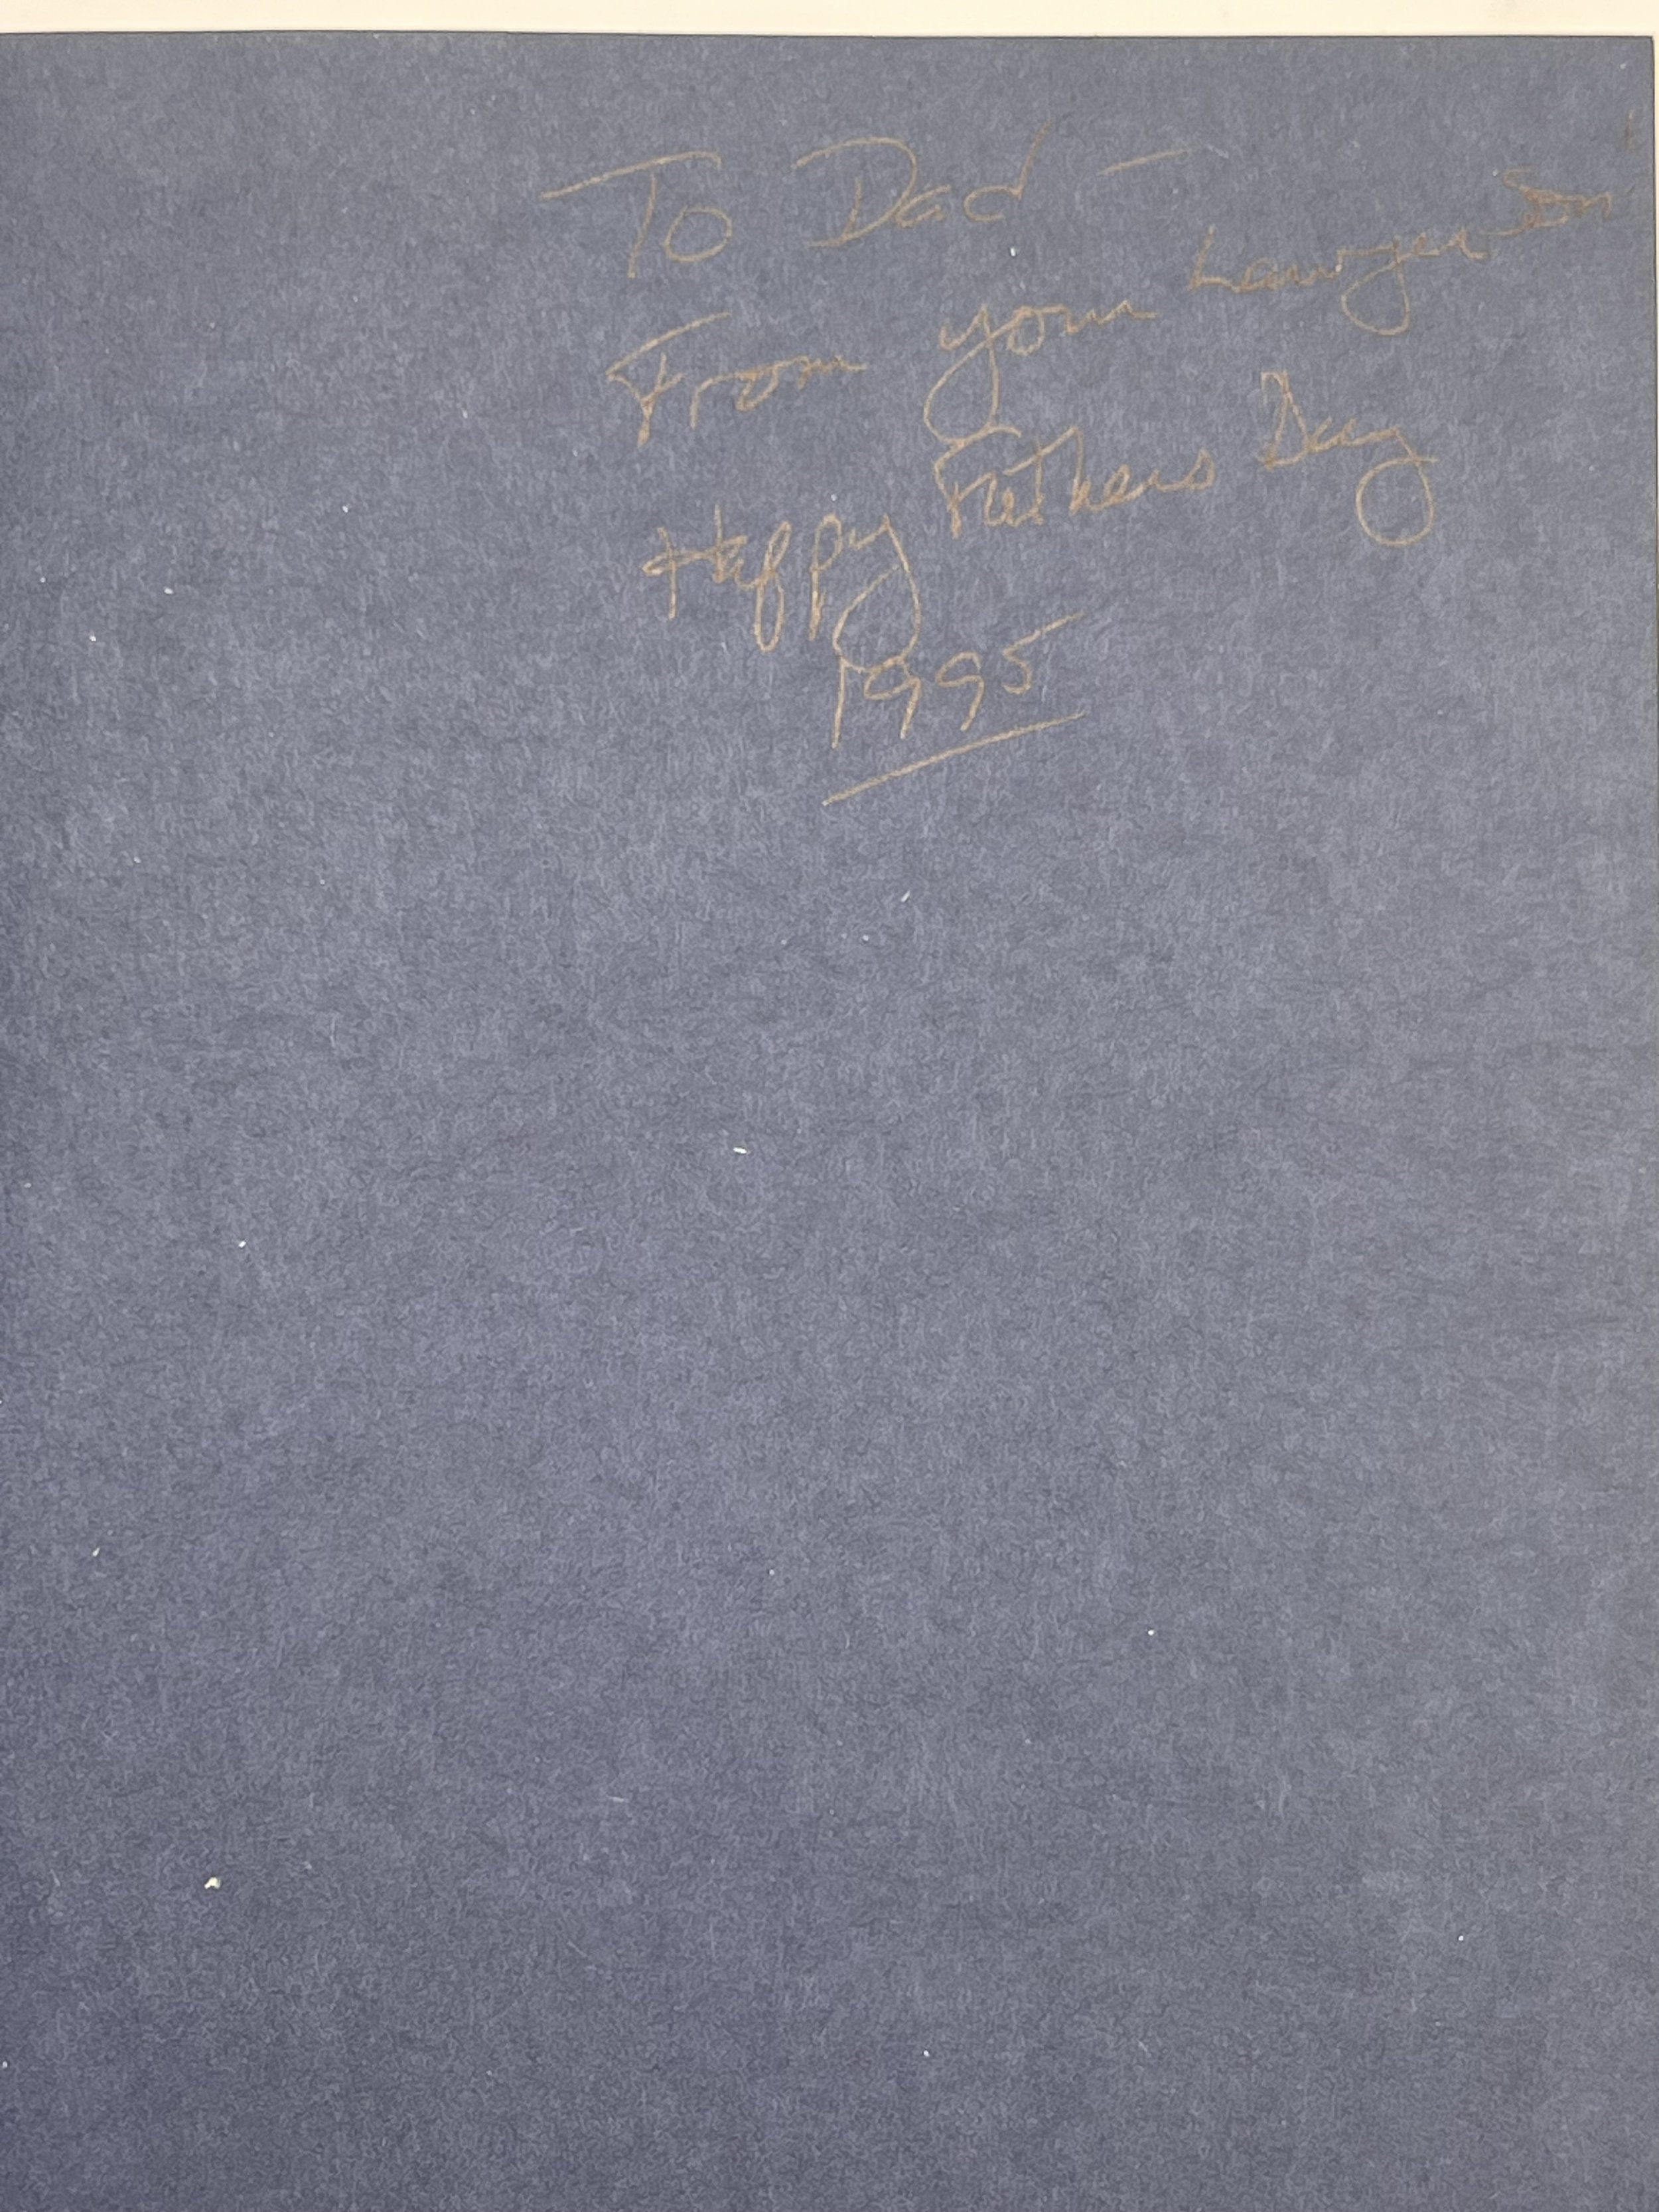 To Dad —
From your Lawyer Son
Happy Fathers Day
1995